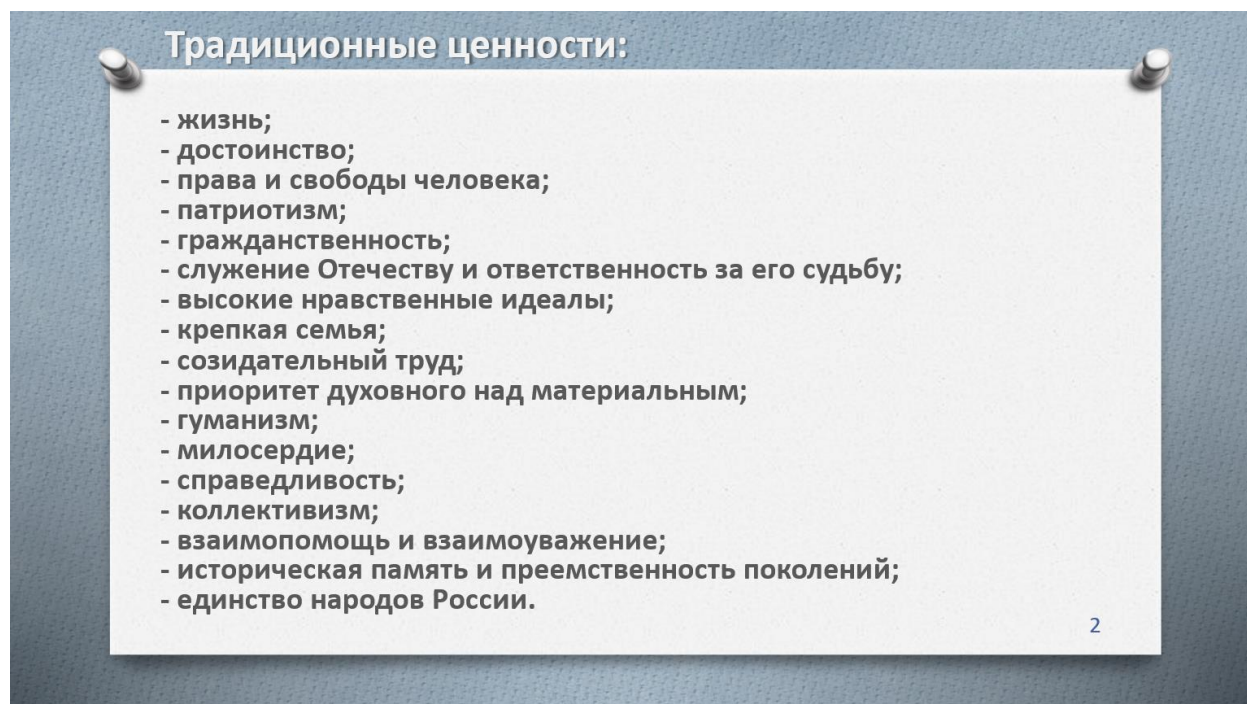 Традиционные ценности:
- жизнь;
- достоинство;
- права и свободы человека;
- патриотизм;
- гражданственность;
- служение Отечеству и ответственность за его судьбу;
- высокие нравственные идеалы;
- крепкая семья;
- созидательный труд;
- приоритет духовного над материальным;
- гуманизм;
- милосердие;
- справедливость;
- коллективизм;
- взаимопомощь и взаимоуважение;
- историческая память и преемственность поколений;
- единство народов России.
2